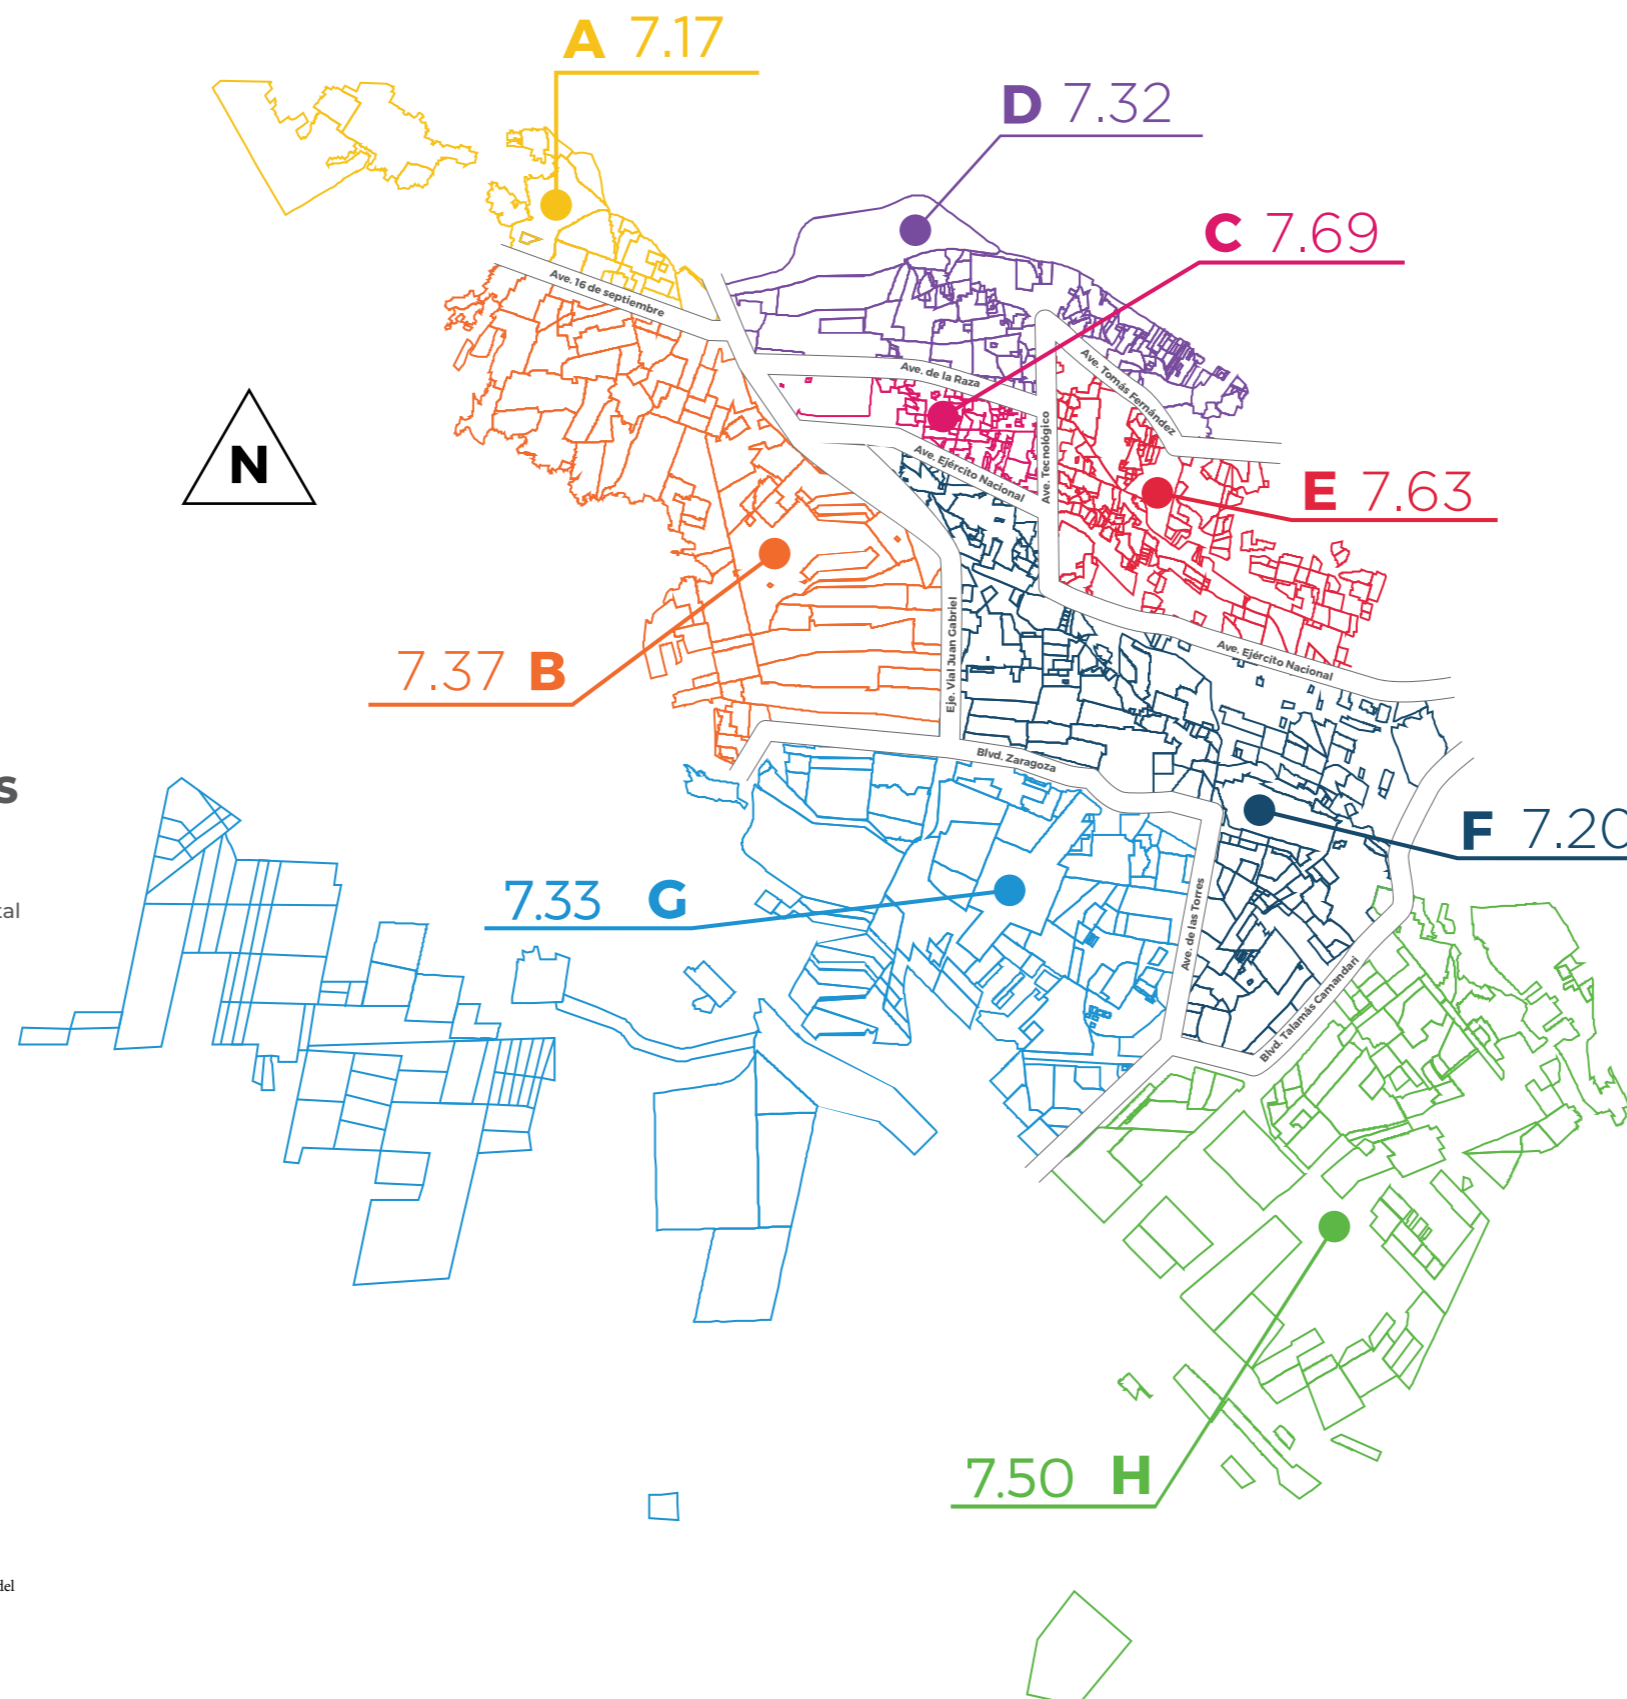 A 7.17
D 7.32
C 7.69
Ave. 16 de septiembre
Ave. de la Raza
Ave. Tomás Fernández
N
Ave. Tecnológico
Ave. Ejército Nacional
E 7.63
7.37 B
Eje. Vial Juan Gabriel
Ave. Ejército Nacional
Blvd. Zaragoza
s
F 7.20
7.33 G
tal
Ave. de las Torres
Blvd. Talamás Camandari
7.50 H
del